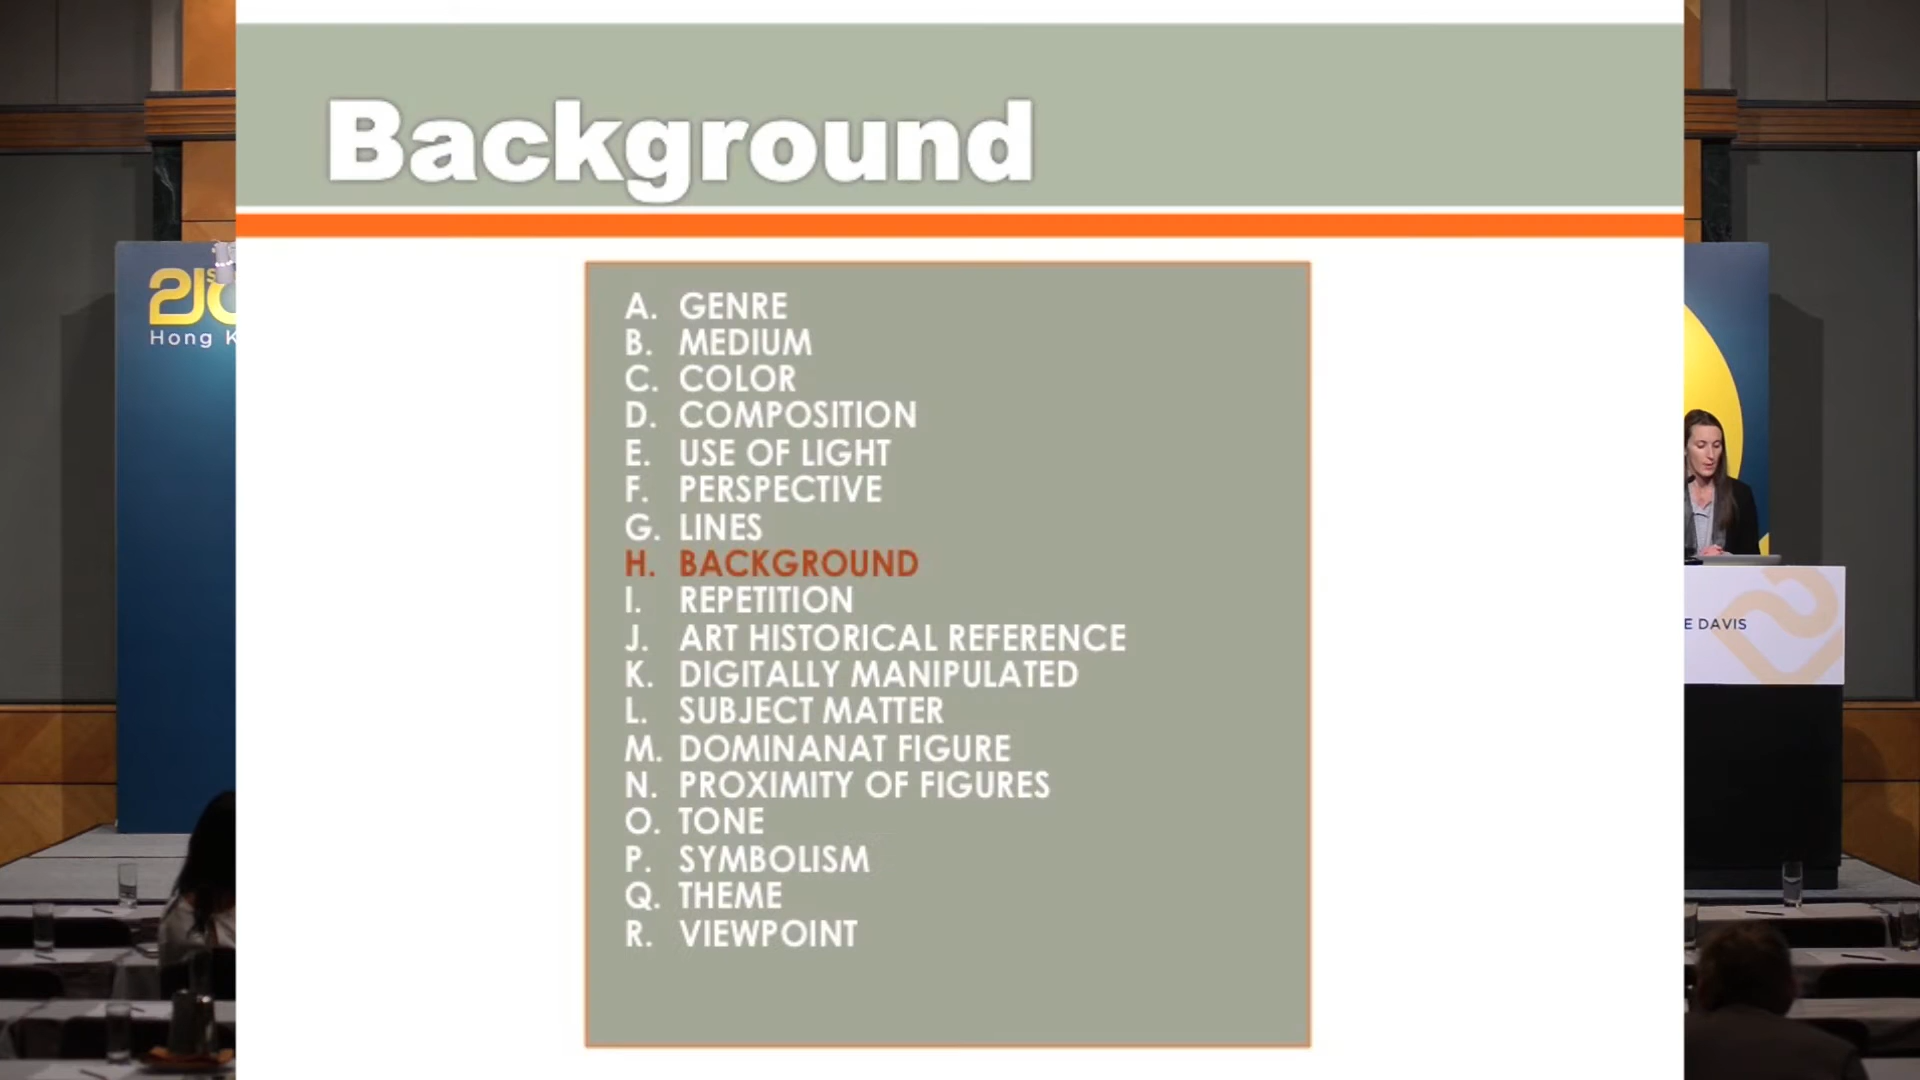 Background
A. GENRE
B. MEDIUM
C. COLOR
D. COMPOSITION
E. USE OF LIGHT
F. PERSPECTIVE
G. LINES
H. BACKGROUND
I. REPETITION
J. ART HISTORICAL REFERENCE
K. DIGITALLY MANIPULATED
L. SUBJECT MATTER
M. DOMINANAT FIGURE
N. PROXIMITY OF FIGURES
O. TONE
P. SYMBOLISM
Q. THEME
R. VIEWPOINT
Hong K
E DAVIS